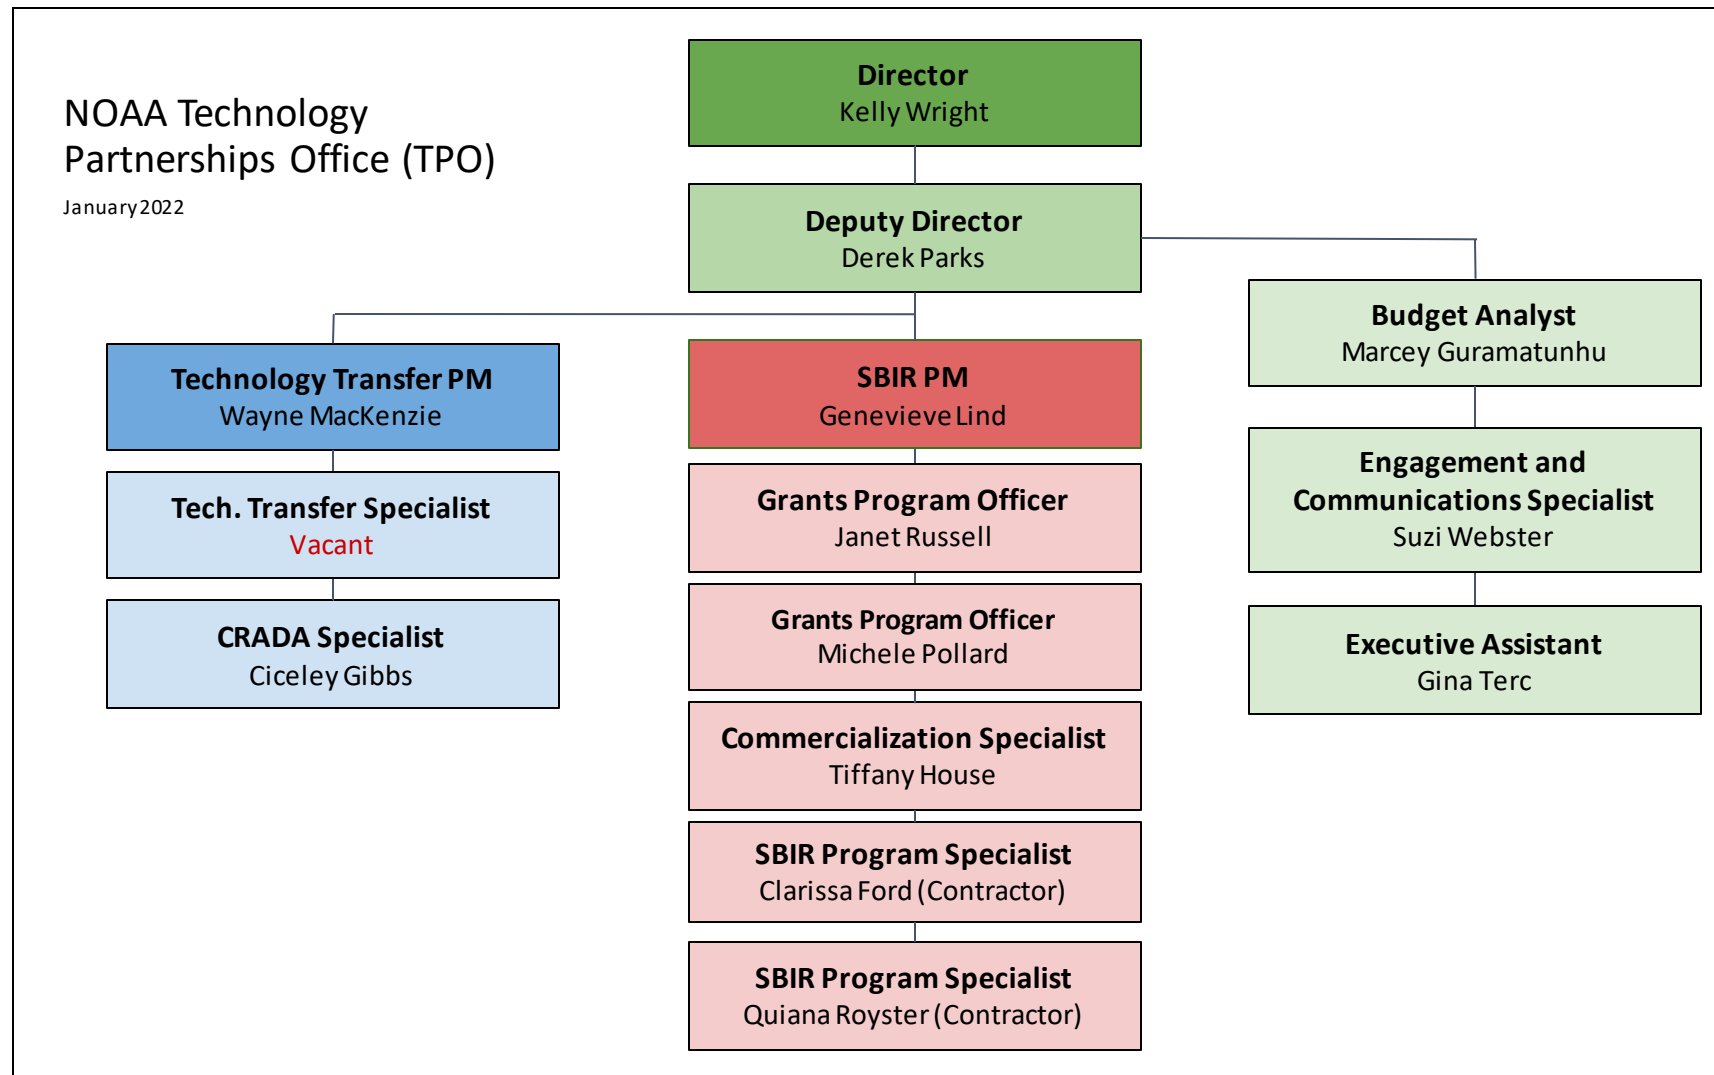 NOAA Technology
Partnerships Office (TPO)
January 2022
Director
Kelly Wright
Deputy Director
Derek Parks
Technology Transfer PM
Wayne MacKenzie
Tech. Transfer Specialist
Vacant
CRADA Specialist
Ciceley Gibbs
SBIR PM
Genevieve Lind
Grants Program Officer
Janet Russell
Grants Program Officer
Michele Pollard
Commercialization Specialist
Tiffany House
SBIR Program Specialist
Clarissa Ford (Contractor)
SBIR Program Specialist
Quiana Royster (Contractor)
Budget Analyst
Marcey Guramatunhu
Engagement and
Communications Specialist
Suzi Webster
Executive Assistant
Gina Terc